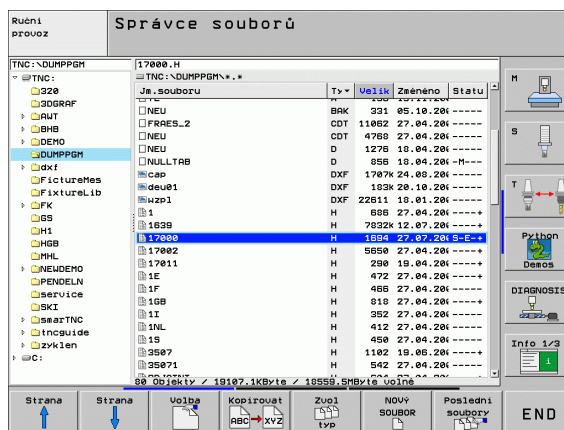 Ruční
provoz
Správce souborů
TNC:\DUMPPGM
17000.H
TNC:
320
3DGRAF
AWT
BHB
DEMO
DUMPPGM
dxf
FictureMes
FixtureLib
FK
GS
H1
HGB
MHL
NEWDEMO
PENDELN
service
SKI
smarTNC
tncguide
zyklen
C:
TNC:\DUMPPGM\*.*
Jm.souboru Ty Velik Změněno Statu
NEU BAK 331 05.10.20 -----
FRAES_2 CDT 11062 27.04.20 -----
NEU CDT 4768 27.04.20 -----
NEU D 1276 18.04.20 -----
NULLTAB D 856 18.04.20 -M---
cap DXF 1707k 24.08.20 -----
deu01 DXF 183k 20.10.20 -----
wzpl DXF 22611 18.01.20 -----
1 H 686 27.04.20 ----+
1639 H 7832k 12.07.20 ----+
17000 H 1694 27.07.20 S-E-+
17002 H 5650 27.04.20 ----+
17011 H 290 19.04.20 ----+
1E H 472 27.04.20 ----+
1F H 466 27.04.20 ----+
1GB H 818 27.04.20 ----+
1I H 352 27.04.20 ----+
1NL H 412 27.04.20 ----+
1S H 450 27.04.20 ----+
3507 H 1102 19.06.20 ----+
35071 H 542 27.04.20 ----+
80 Objekty / 19107.1KByte / 18559.5MByte volné
M
S
T
Python
Demos
DIAGNOSIS
Info 1/3
Strana
Strana
Volba
Kopírovat
ABC XYZ
Zvol
typ
NOVÝ
SOUBOR
Poslední
soubory
END